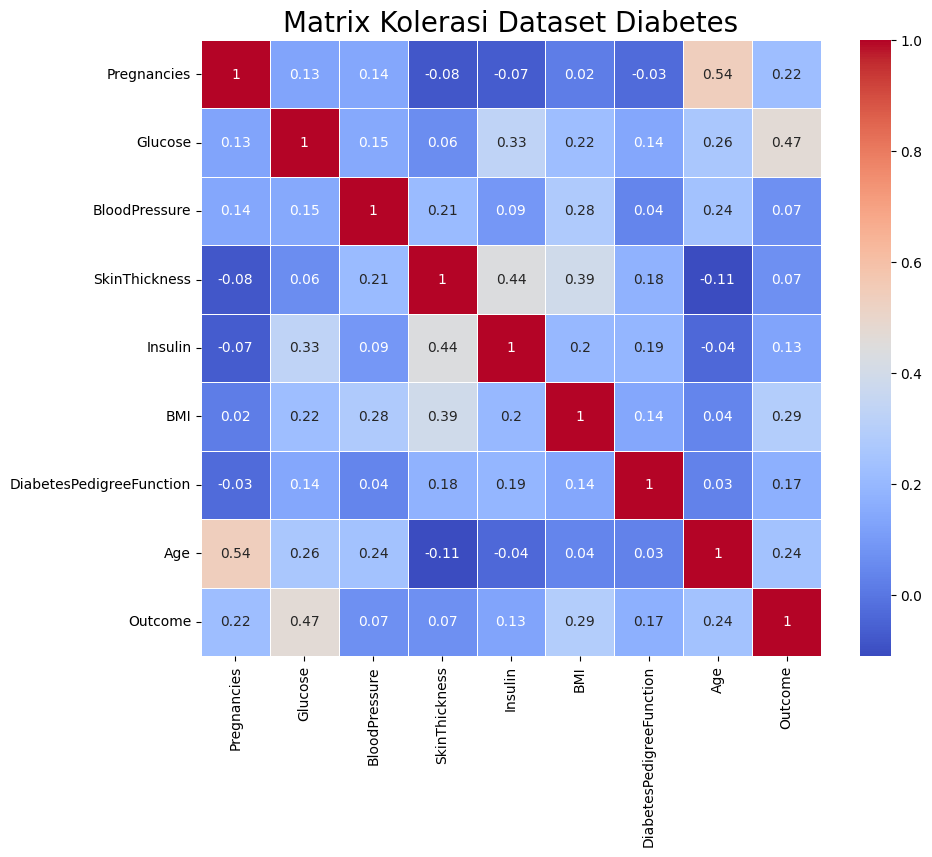 Matrix Kolerasi Dataset Diabetes
Pregnancies 1 0.13 0.14 -0.08 -0.07 0.02 -0.03 0.54 0.22
Glucose 0.13 1 0.15 0.06 0.33 0.22 0.14 0.26 0.47
BloodPressure 0.14 0.15 1 0.21 0.09 0.28 0.04 0.24 0.07
SkinThickness -0.08 0.06 0.21 1 0.44 0.39 0.18 -0.11 0.07
Insulin -0.07 0.33 0.09 0.44 1 0.2 0.19 -0.04 0.13
BMI 0.02 0.22 0.28 0.39 0.2 1 0.14 0.04 0.29
DiabetesPedigreeFunction -0.03 0.14 0.04 0.18 0.19 0.14 1 0.03 0.17
Age 0.54 0.26 0.24 -0.11 -0.04 0.04 0.03 1 0.24
Outcome 0.22 0.47 0.07 0.07 0.13 0.29 0.17 0.24 1
Pregnancies
Glucose
BloodPressure
SkinThickness
Insulin
BMI
DiabetesPedigreeFunction
Age
Outcome
1.0
0.8
0.6
0.4
0.2
0.0